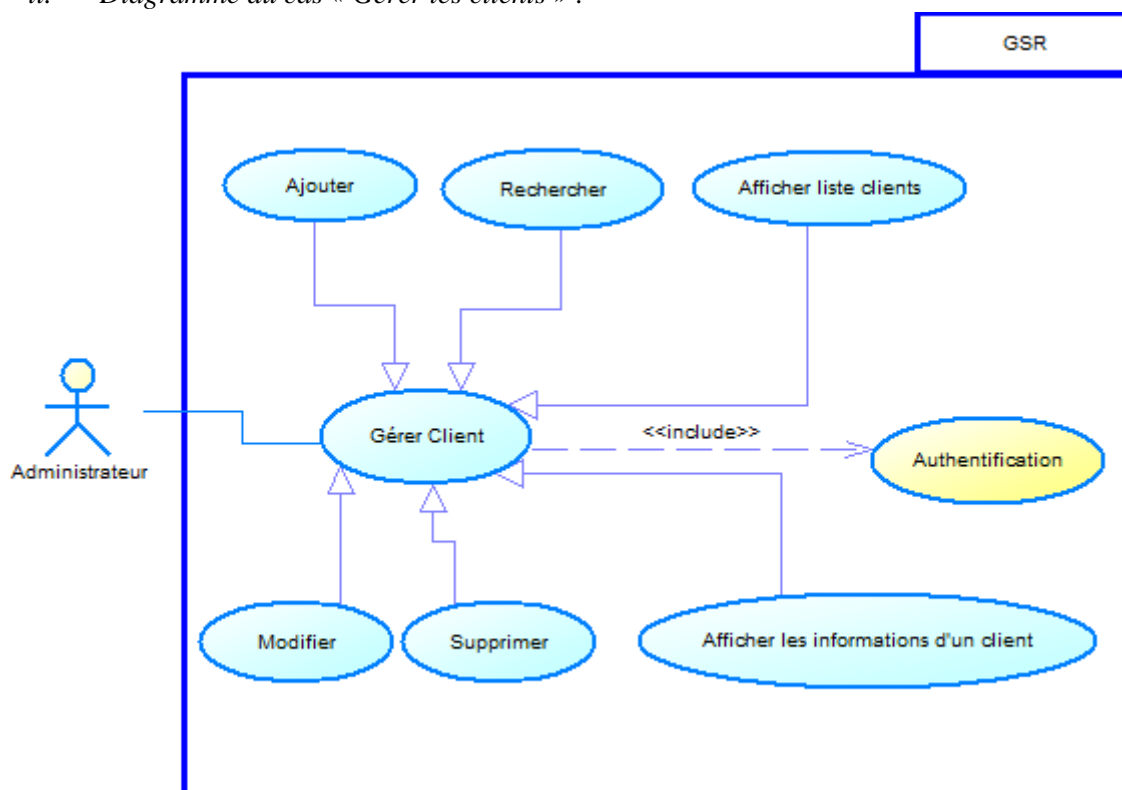 ii. Diagramme du cas « Gérer les clients » :
GSR
Ajouter
Rechercher
Afficher liste clients
Gérer Client
<<include>>
Authentification
Administrateur
Modifier
Supprimer
Afficher les informations d'un client